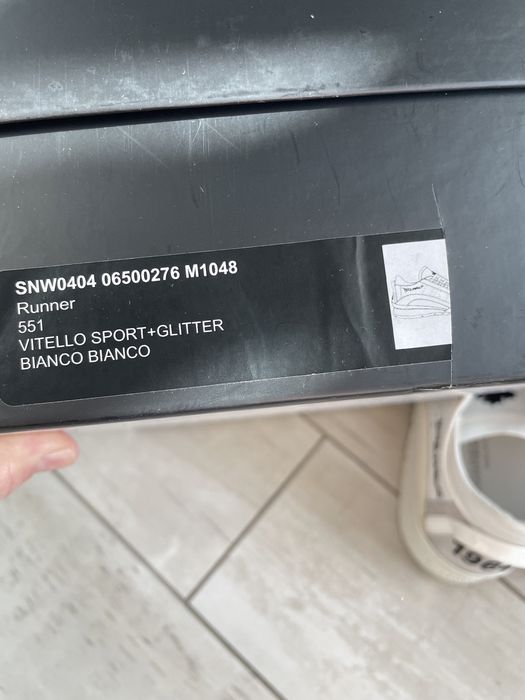 SNW0404 06500276 M1048
Runner
551
VITELLO SPORT+GLITTER
BIANCO BIANCO